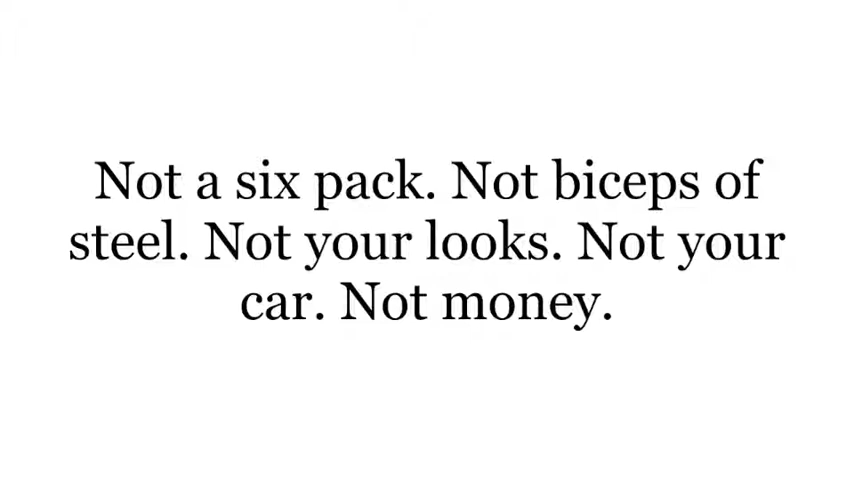 Not a six pack. Not biceps of
steel. Not your looks. Not your
car. Not money.